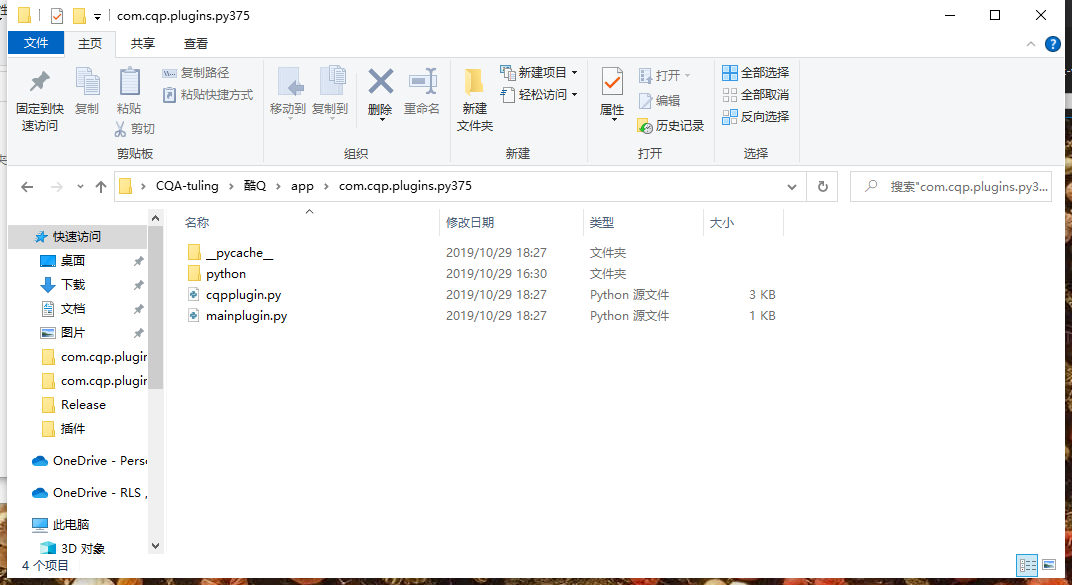 com.cqp.plugins.py375
文件 主页 共享 查看
固定到快速访问
复制
粘贴
复制路径
粘贴快捷方式
剪切
剪贴板
移动到 复制到 删除 重命名
组织
新建文件夹
新建项目
轻松访问
新建
属性
打开
编辑
历史记录
打开
全部选择
全部取消
反向选择
选择
CQA-tuling › 酷Q › app › com.cqp.plugins.py375
搜索"com.cqp.plugins.py3...
快速访问
桌面
下载
文档
图片
com.cqp.plugin
com.cqp.plugin
Release
插件
OneDrive - Pers
OneDrive - RLS
此电脑
3D 对象
名称 修改日期 类型 大小
__pycache__ 2019/10/29 18:27 文件夹
python 2019/10/29 16:30 文件夹
cqpplugin.py 2019/10/29 18:27 Python 源文件 3 KB
mainplugin.py 2019/10/29 18:27 Python 源文件 1 KB
4 个项目